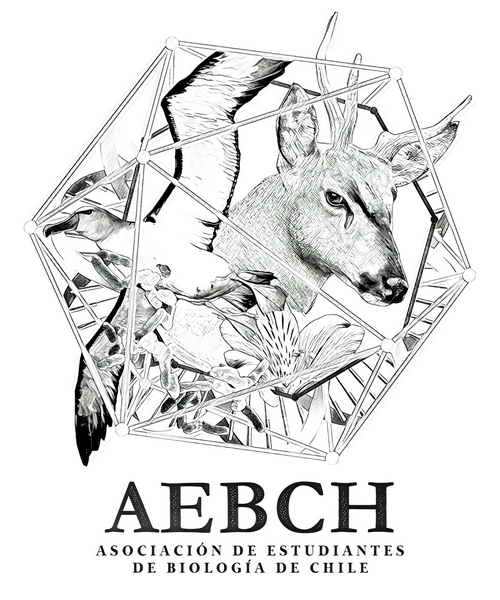 AEBCH
ASOCIACIÓN DE ESTUDIANTES
DE BIOLOGÍA DE CHILE